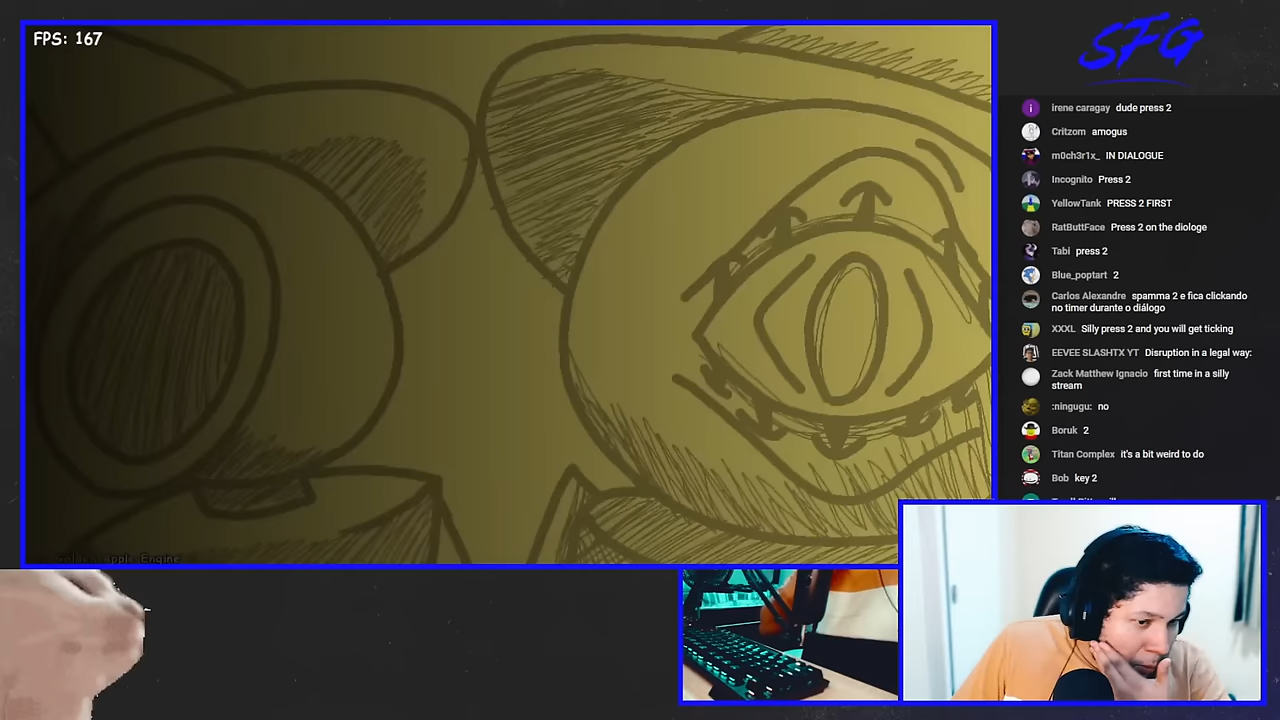 FPS: 167
SFG
irene caragay dude press 2
Critzom amogus
m0ch3r1x_ IN DIALOGUE
Incognito Press 2
YellowTank PRESS 2 FIRST
RatButtFace Press 2 on the diologe
Tabi press 2
Blue_poptart 2
Carlos Alexandre spamma 2 e fica clickando
no timer durante o diálogo
XXXL Silly press 2 and you will get ticking
EEVEE SLASHTX YT Disruption in a legal way:
Zack Matthew Ignacio first time in a silly
stream
:ningugu: no
Boruk 2
Titan Complex it's a bit weird to do
Bob key 2
Apple Engine